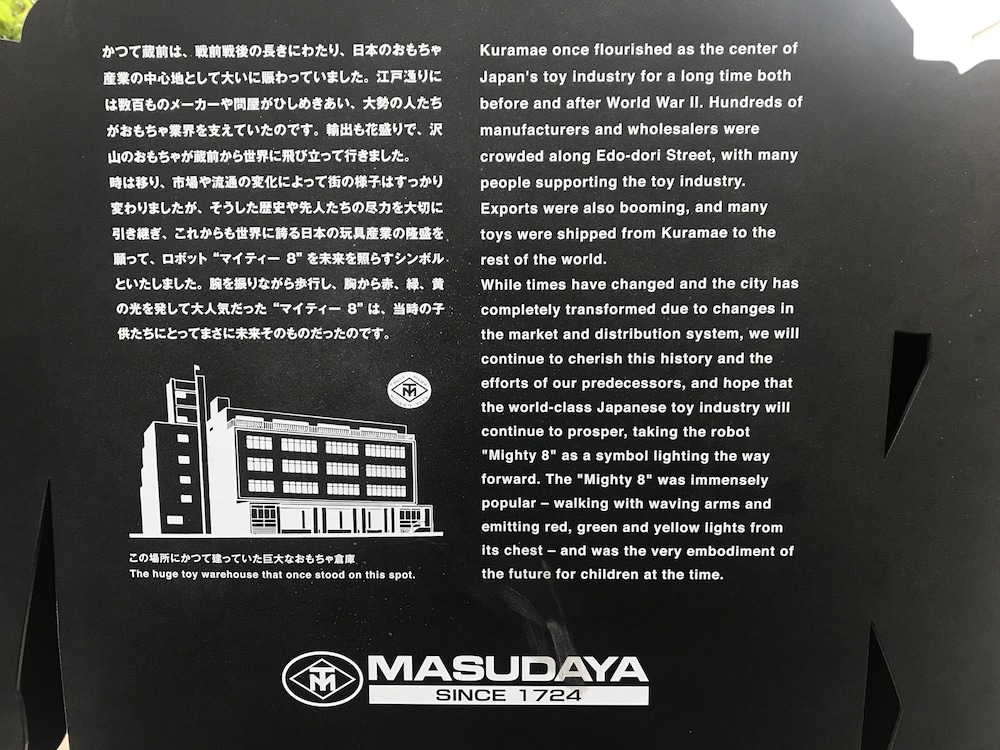 かつて蔵前は、戦前戦後の長きにわたり、日本のおもちゃ
産業の中心地として大いに賑わっていました。江戸通りに
は数百ものメーカーや問屋がひしめきあい、大勢の人たち
がおもちゃ業界を支えていたのです。輸出も花盛りで、沢
山のおもちゃが蔵前から世界に飛び立って行きました。
時は移り、市場や流通の変化によって街の様子はすっかり
変わりましたが、そうした歴史や先人たちの尽力を大切に
引き継ぎ、これからも世界に誇る日本の玩具産業の隆盛を
願って、ロボット “マイティー 8” を未来を照らすシンボル
といたしました。腕を振りながら歩行し、胸から赤、緑、黄
の光を発して大人気だった “マイティー 8” は、当時の子
供たちにとってまさに未来そのものだったのです。
Kuramae once flourished as the center of
Japan's toy industry for a long time both
before and after World War II. Hundreds of
manufacturers and wholesalers were
crowded along Edo-dori Street, with many
people supporting the toy industry.
Exports were also booming, and many
toys were shipped from Kuramae to the
rest of the world.
While times have changed and the city has
completely transformed due to changes in
the market and distribution system, we will
continue to cherish this history and the
efforts of our predecessors, and hope that
the world-class Japanese toy industry will
continue to prosper, taking the robot
"Mighty 8" as a symbol lighting the way
forward. The "Mighty 8" was immensely
popular – walking with waving arms and
emitting red, green and yellow lights from
its chest – and was the very embodiment of
the future for children at the time.
この場所にかつて建っていた巨大なおもちゃ倉庫
The huge toy warehouse that once stood on this spot.
TM MASUDAYA
SINCE 1724